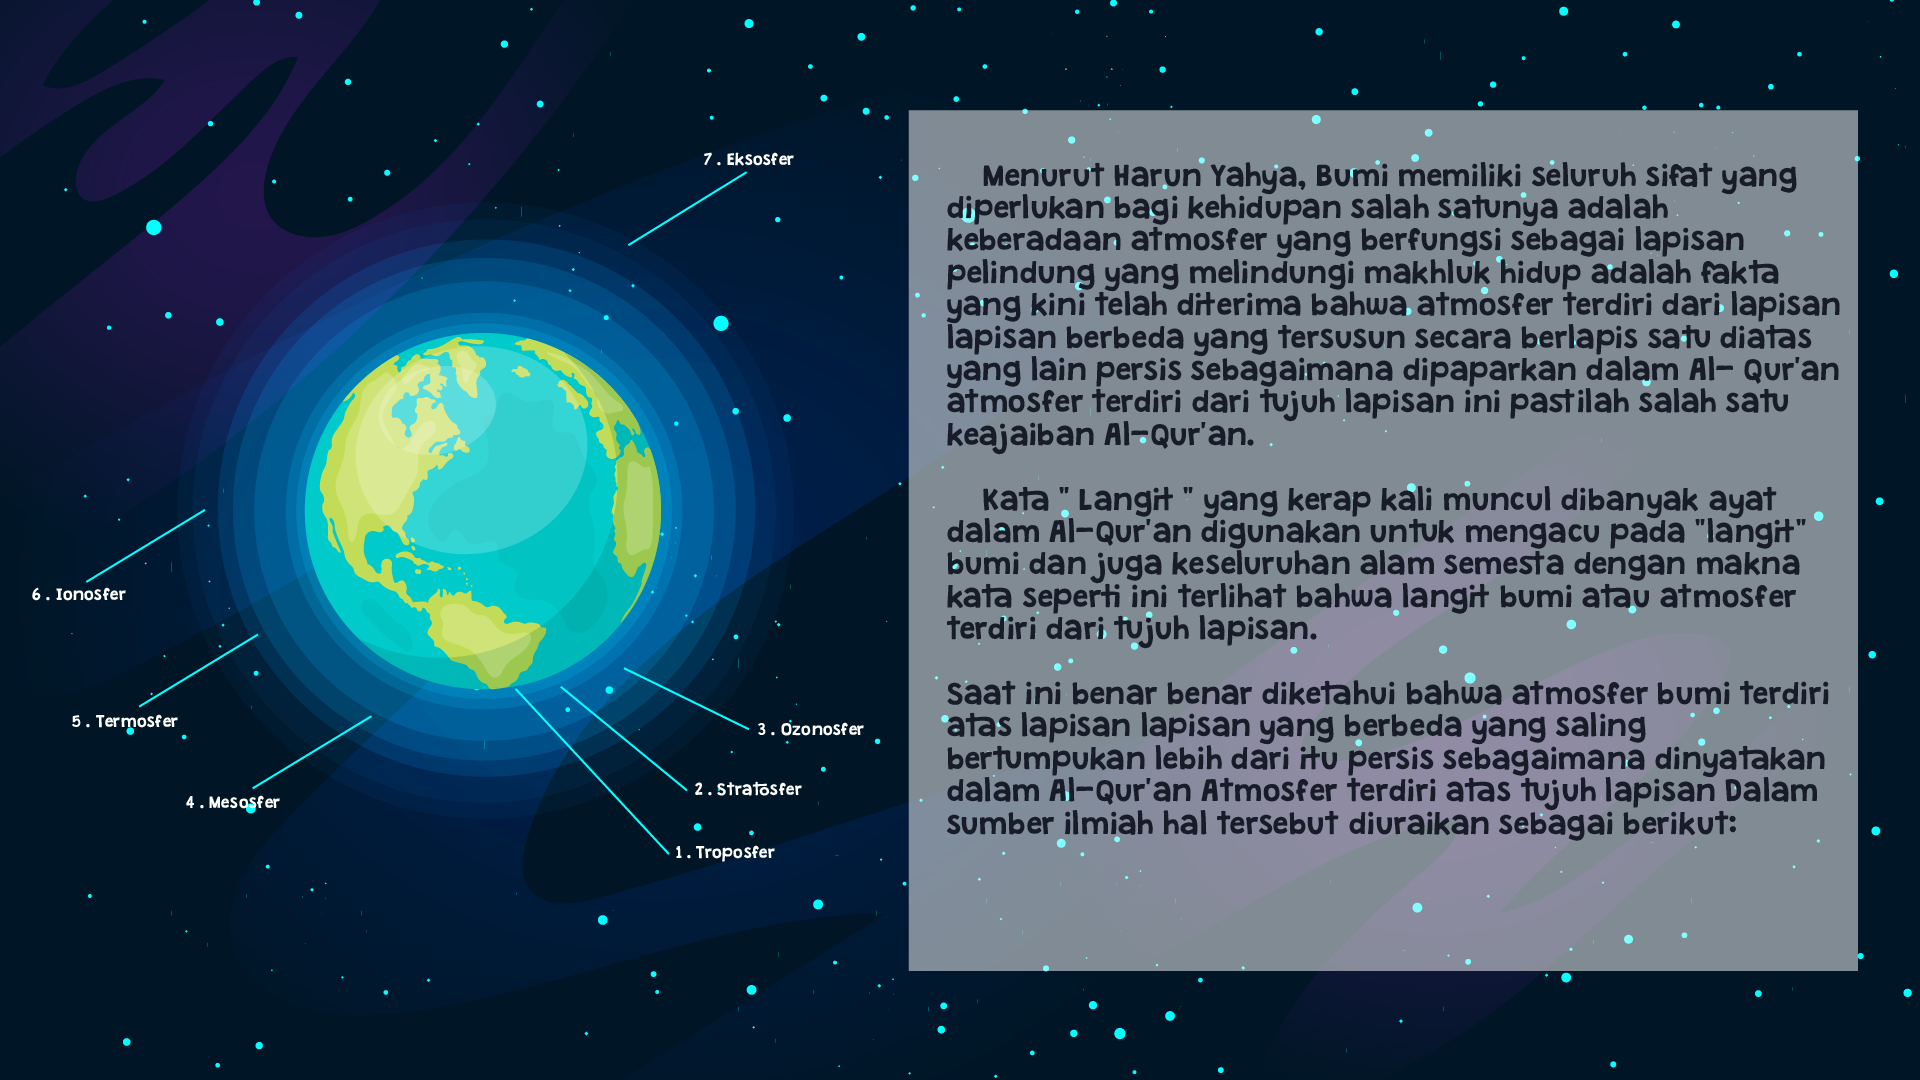 7. Eksosfer
6. Ionosfer
5. Termosfer
4. Mesosfer
3. Ozonosfer
2. Stratosfer
1. Troposfer
Menurut Harun Yahya, Bumi memiliki seluruh sifat yang
diperlukan bagi kehidupan salah satunya adalah
keberadaan atmosfer yang berfungsi sebagai lapisan
pelindung yang melindungi makhluk hidup adalah fakta
yang kini telah diterima bahwa atmosfer terdiri dari lapisan
lapisan berbeda yang tersusun secara berlapis satu diatas
yang lain persis sebagaimana dipaparkan dalam Al- Qur'an
atmosfer terdiri dari tujuh lapisan ini pastilah salah satu
keajaiban Al-Qur'an.
Kata " Langit " yang kerap kali muncul dibanyak ayat
dalam Al-Qur'an digunakan untuk mengacu pada "langit"
bumi dan juga keseluruhan alam semesta dengan makna
kata seperti ini terlihat bahwa langit bumi atau atmosfer
terdiri dari tujuh lapisan.
Saat ini benar benar diketahui bahwa atmosfer bumi terdiri
atas lapisan lapisan yang berbeda yang saling
bertumpukan lebih dari itu persis sebagaimana dinyatakan
dalam Al-Qur'an Atmosfer terdiri atas tujuh lapisan Dalam
sumber ilmiah hal tersebut diuraikan sebagai berikut: